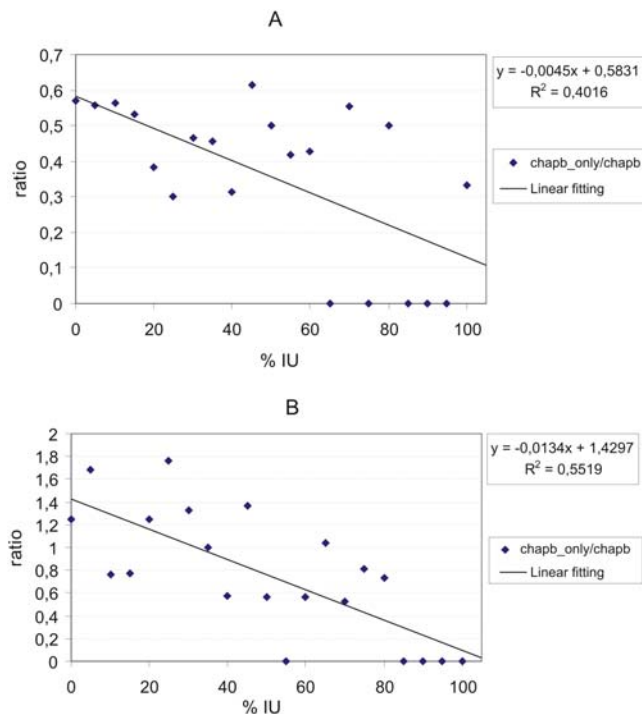 A
0,7
0,6
0,5
0,4
0,3
0,2
0,1
0
ratio
0 20 40 60 80 100
% IU
y = -0,0045x + 0,5831
R² = 0,4016
chapb_only/chapb
Linear fitting
B
2
1,8
1,6
1,4
1,2
1
0,8
0,6
0,4
0,2
0
ratio
0 20 40 60 80 100
% IU
y = -0,0134x + 1,4297
R² = 0,5519
chapb_only/chapb
Linear fitting